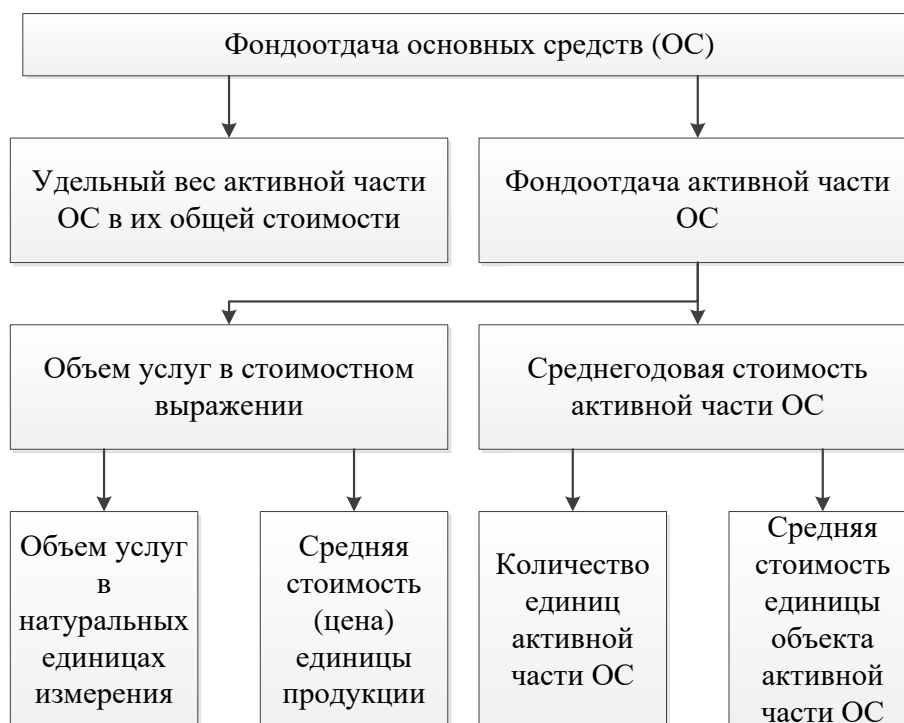 Фондоотдача основных средств (ОС)
Удельный вес активной части
ОС в их общей стоимости
Фондоотдача активной части
ОС
Объем услуг в стоимостном
выражении
Среднегодовая стоимость
активной части ОС
Объем услуг
в
натуральных
единицах
измерения
Средняя
стоимость
(цена)
единицы
продукции
Количество
единиц
активной
части ОС
Средняя
стоимость
единицы
объекта
активной
части ОС